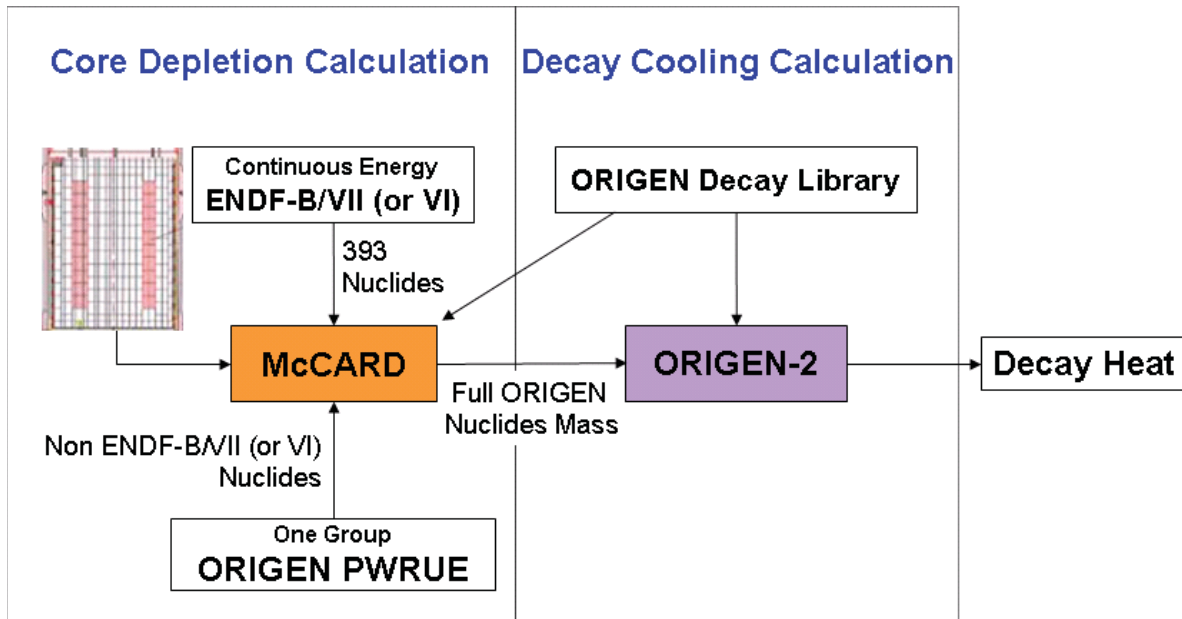 Core Depletion Calculation
Decay Cooling Calculation
Continuous Energy
ENDF-B/VII (or VI)
ORIGEN Decay Library
393
Nuclides
McCARD
ORIGEN-2
Decay Heat
Full ORIGEN
Nuclides Mass
Non ENDF-B/VII (or VI)
Nuclides
One Group
ORIGEN PWRUE